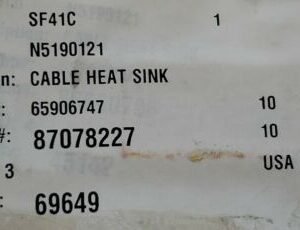 SF41C 1
N5190121
n: CABLE HEAT SINK
: 65906747 10
#: 87078227 10
3 USA
: 69649